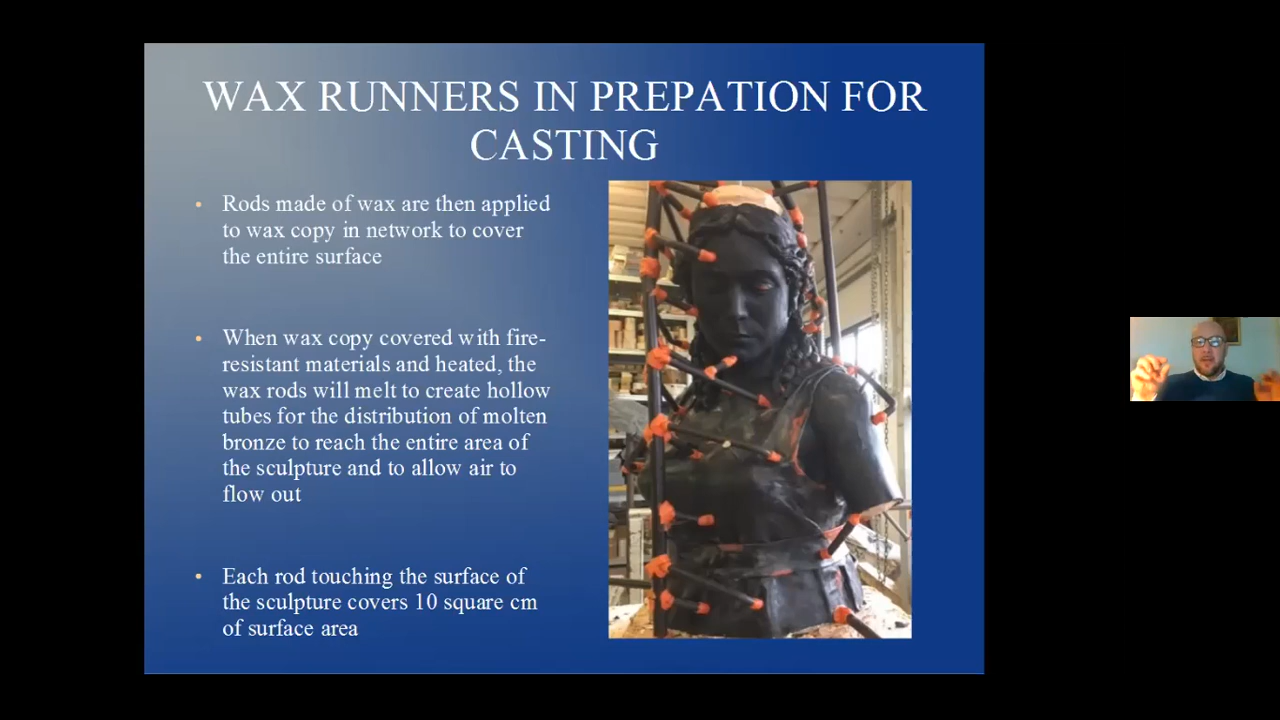 WAX RUNNERS IN PREPATION FOR
CASTING
• Rods made of wax are then applied
to wax copy in network to cover
the entire surface
• When wax copy covered with fire-
resistant materials and heated, the
wax rods will melt to create hollow
tubes for the distribution of molten
bronze to reach the entire area of
the sculpture and to allow air to
flow out
• Each rod touching the surface of
the sculpture covers 10 square cm
of surface area